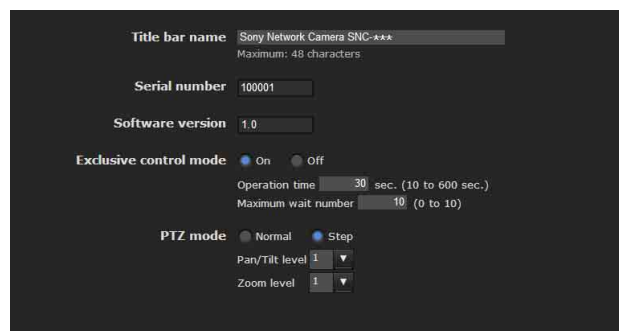 Title bar name Sony Network Camera SNC-***
Maximum: 48 characters
Serial number 100001
Software version 1.0
Exclusive control mode On Off
Operation time 30 sec. (10 to 600 sec.)
Maximum wait number 10 (0 to 10)
PTZ mode Normal Step
Pan/Tilt level 1
Zoom level 1